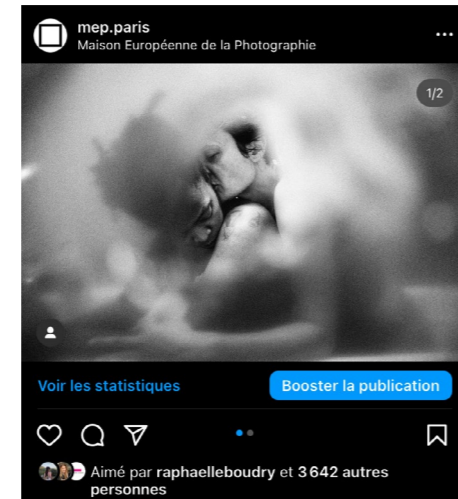 mep.paris
Maison Européenne de la Photographie
1/2
Voir les statistiques
Booster la publication
Aimé par raphaelleboudry et 3 642 autres
personnes